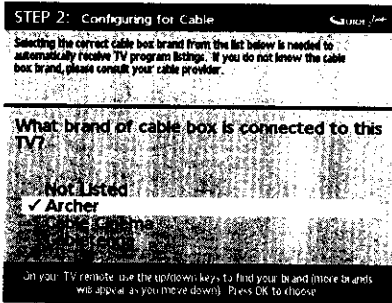 STEP 2: Configuring for Cable
Selecting the correct cable box brand from the list below is needed to
automatically receive TV program listings. If you do not know the cable
box brand, please consult your cable provider.
What brand of cable box is connected to this
TV?
Not Listed
✓ Archer
On your TV remote use the up/down keys to find your brand (more brands
will appear as you move down). Press OK to choose